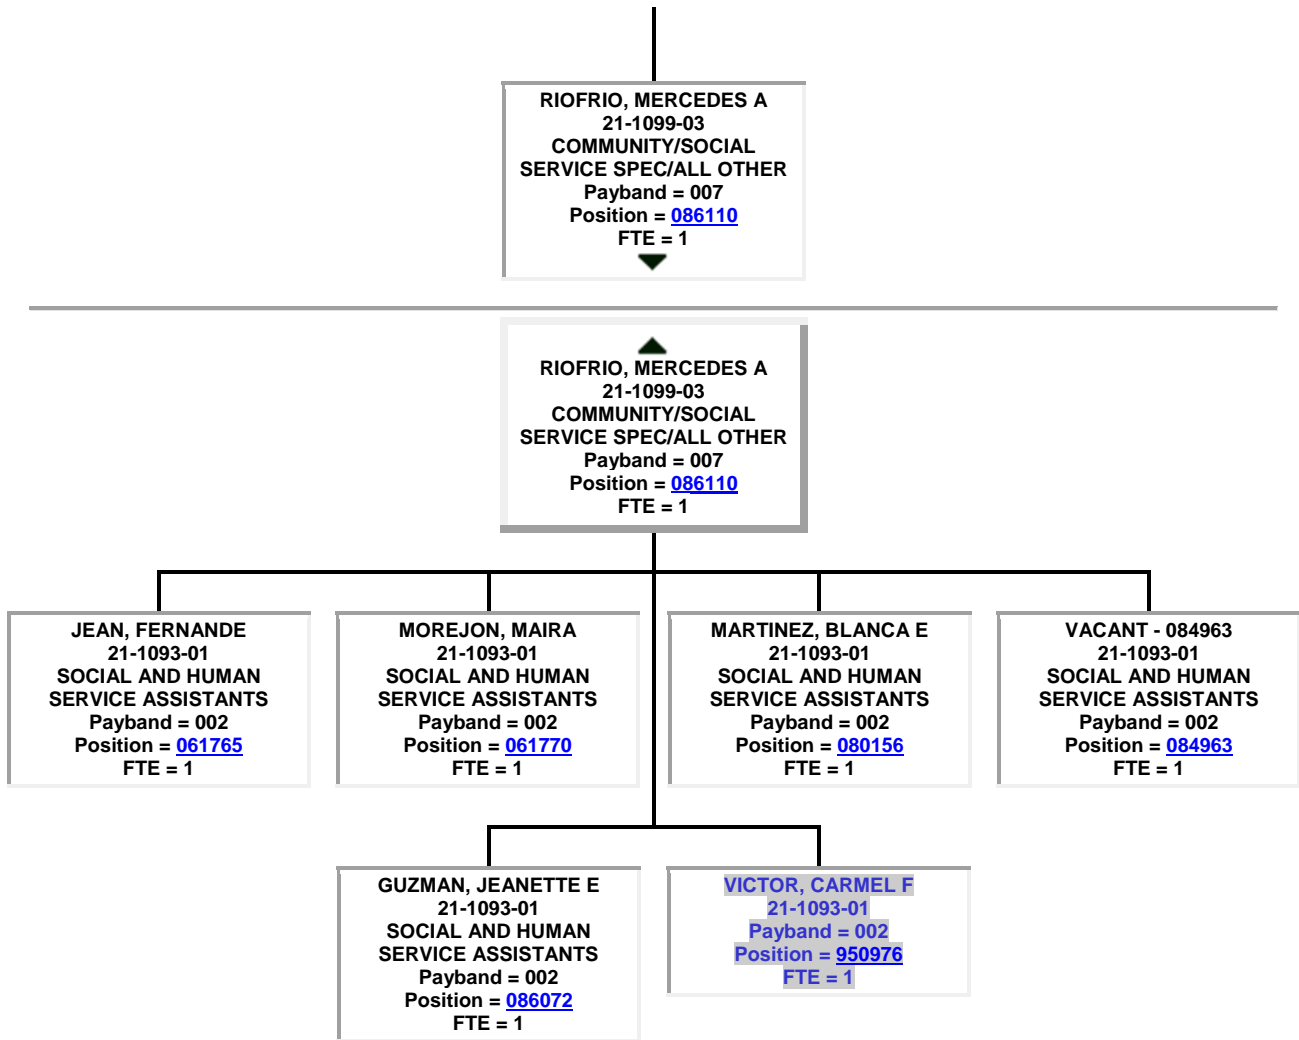 RIOFRIO, MERCEDES A
21-1099-03
COMMUNITY/SOCIAL
SERVICE SPEC/ALL OTHER
Payband = 007
Position = 086110
FTE = 1
RIOFRIO, MERCEDES A
21-1099-03
COMMUNITY/SOCIAL
SERVICE SPEC/ALL OTHER
Payband = 007
Position = 086110
FTE = 1
JEAN, FERNANDE
21-1093-01
SOCIAL AND HUMAN
SERVICE ASSISTANTS
Payband = 002
Position = 061765
FTE = 1
MOREJON, MAIRA
21-1093-01
SOCIAL AND HUMAN
SERVICE ASSISTANTS
Payband = 002
Position = 061770
FTE = 1
MARTINEZ, BLANCA E
21-1093-01
SOCIAL AND HUMAN
SERVICE ASSISTANTS
Payband = 002
Position = 080156
FTE = 1
VACANT - 084963
21-1093-01
SOCIAL AND HUMAN
SERVICE ASSISTANTS
Payband = 002
Position = 084963
FTE = 1
GUZMAN, JEANETTE E
21-1093-01
SOCIAL AND HUMAN
SERVICE ASSISTANTS
Payband = 002
Position = 086072
FTE = 1
VICTOR, CARMEL F
21-1093-01
Payband = 002
Position = 950976
FTE = 1